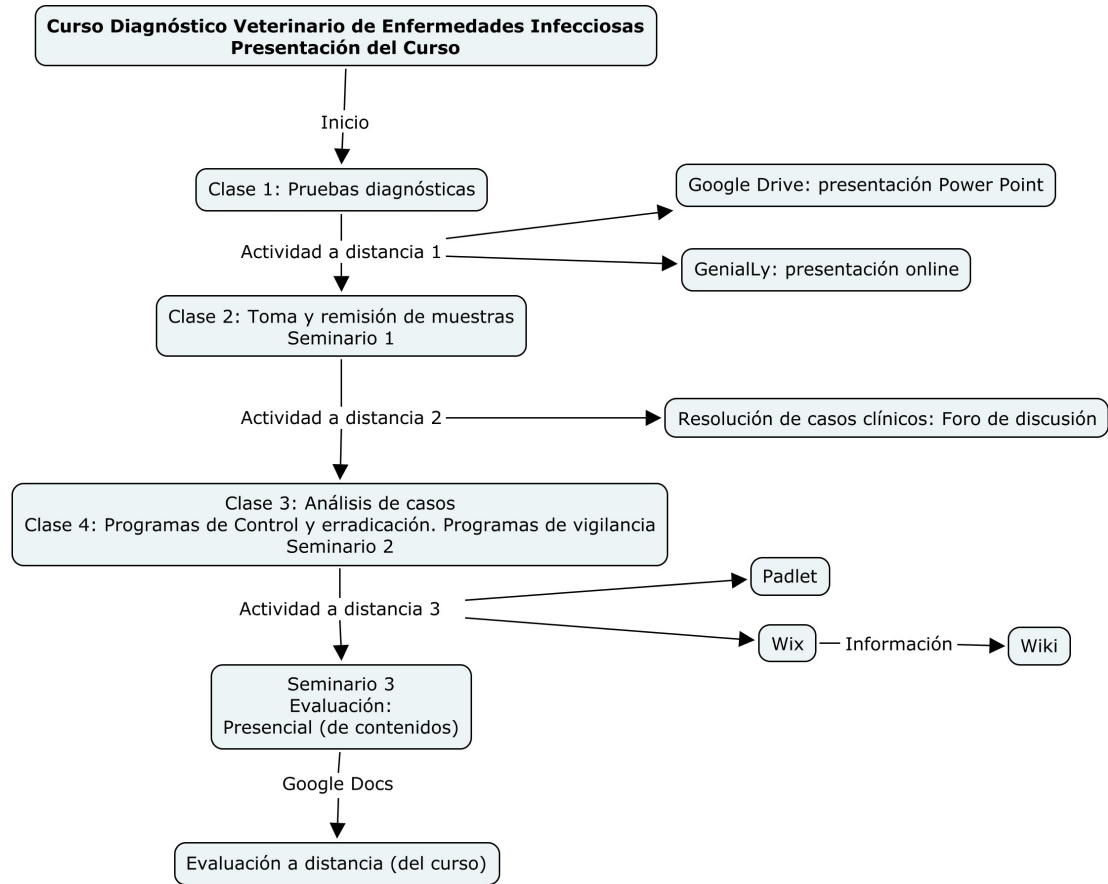 Curso Diagnóstico Veterinario de Enfermedades Infecciosas
Presentación del Curso
Inicio
Clase 1: Pruebas diagnósticas
Google Drive: presentación Power Point
Actividad a distancia 1
GenialLy: presentación online
Clase 2: Toma y remisión de muestras
Seminario 1
Actividad a distancia 2
Resolución de casos clínicos: Foro de discusión
Clase 3: Análisis de casos
Clase 4: Programas de Control y erradicación. Programas de vigilancia
Seminario 2
Padlet
Actividad a distancia 3
Wix
Información
Wiki
Seminario 3
Evaluación:
Presencial (de contenidos)
Google Docs
Evaluación a distancia (del curso)